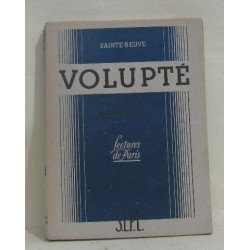 SAINTE-BEUVE
VOLUPTÉ
Lectures
de Paris
S.E.P.E.